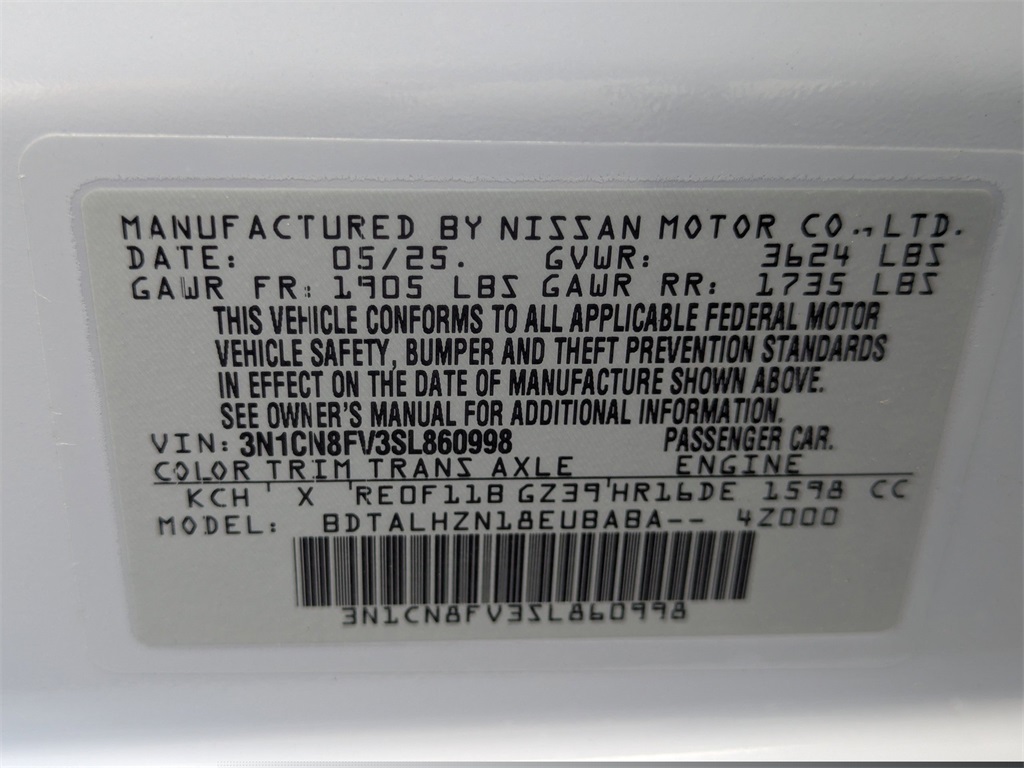 MANUFACTURED BY NISSAN MOTOR CO., LTD.
DATE: 05/25. GVWR: 3624 LBS
GAWR FR: 1905 LBS GAWR RR: 1735 LBS
THIS VEHICLE CONFORMS TO ALL APPLICABLE FEDERAL MOTOR
VEHICLE SAFETY, BUMPER AND THEFT PREVENTION STANDARDS
IN EFFECT ON THE DATE OF MANUFACTURE SHOWN ABOVE.
SEE OWNER'S MANUAL FOR ADDITIONAL INFORMATION.
VIN: 3N1CN8FV3SL860998 PASSENGER CAR.
COLOR TRIM TRANS AXLE ENGINE
KCH X RE0F11B GZ39 HR16DE 1598 CC
MODEL: BDTALHZN18EUBABA-- 4Z000
3N1CN8FV3SL860998